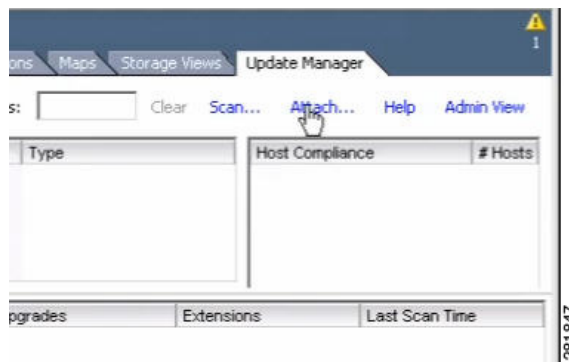 1
ons Maps Storage Views Update Manager
s: Clear Scan... Attach... Help Admin View
Type Host Compliance # Hosts
pgrades Extensions Last Scan Time
281847